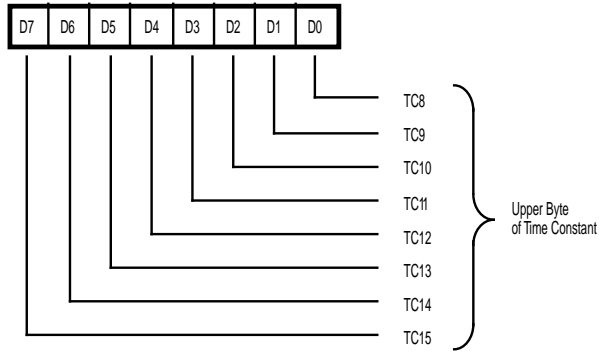 D7 D6 D5 D4 D3 D2 D1 D0
TC8
TC9
TC10
TC11
TC12
TC13
TC14
TC15
Upper Byte
of Time Constant